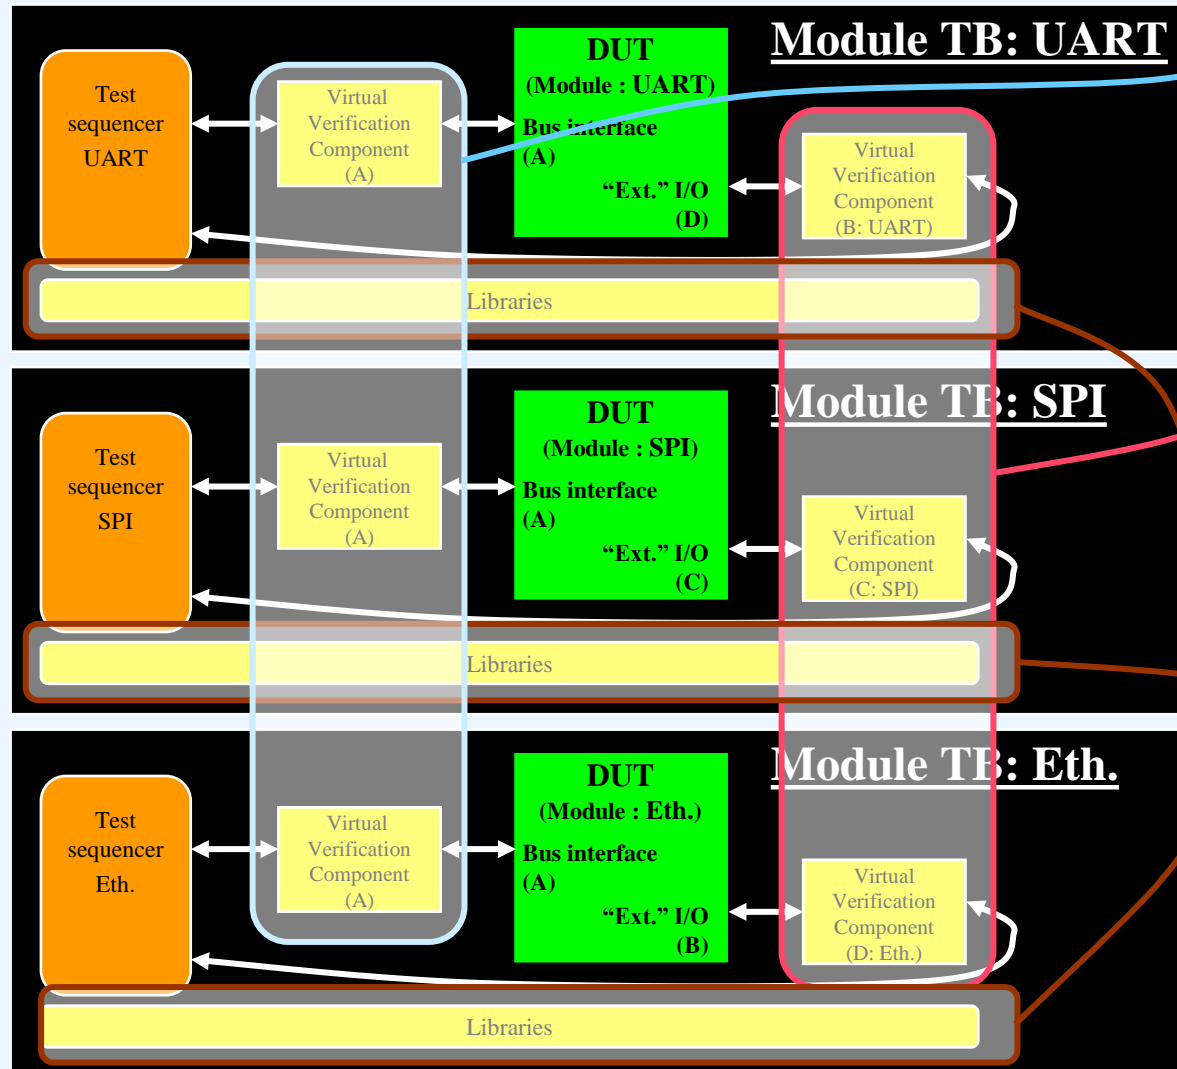 Module TB: UART
Test
sequencer
UART
Virtual
Verification
Component
(A)
DUT
(Module : UART)
Bus interface
(A)
“Ext.” I/O
(D)
Virtual
Verification
Component
(B: UART)
Libraries
Module TB: SPI
Test
sequencer
SPI
Virtual
Verification
Component
(A)
DUT
(Module : SPI)
Bus interface
(A)
“Ext.” I/O
(C)
Virtual
Verification
Component
(C: SPI)
Libraries
Module TB: Eth.
Test
sequencer
Eth.
Virtual
Verification
Component
(A)
DUT
(Module : Eth.)
Bus interface
(A)
“Ext.” I/O
(B)
Virtual
Verification
Component
(D: Eth.)
Libraries